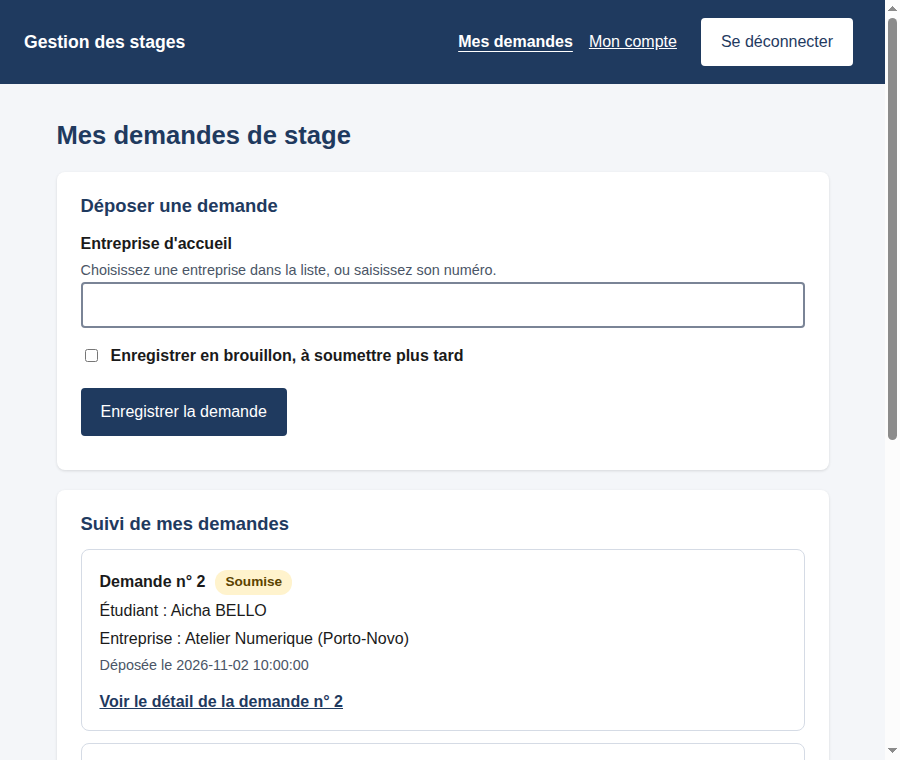 Gestion des stages
Mes demandes
Mon compte
Se déconnecter
Mes demandes de stage
Déposer une demande
Entreprise d'accueil
Choisissez une entreprise dans la liste, ou saisissez son numéro.
Enregistrer en brouillon, à soumettre plus tard
Enregistrer la demande
Suivi de mes demandes
Demande n° 2 Soumise
Étudiant : Aicha BELLO
Entreprise : Atelier Numerique (Porto-Novo)
Déposée le 2026-11-02 10:00:00
Voir le détail de la demande n° 2